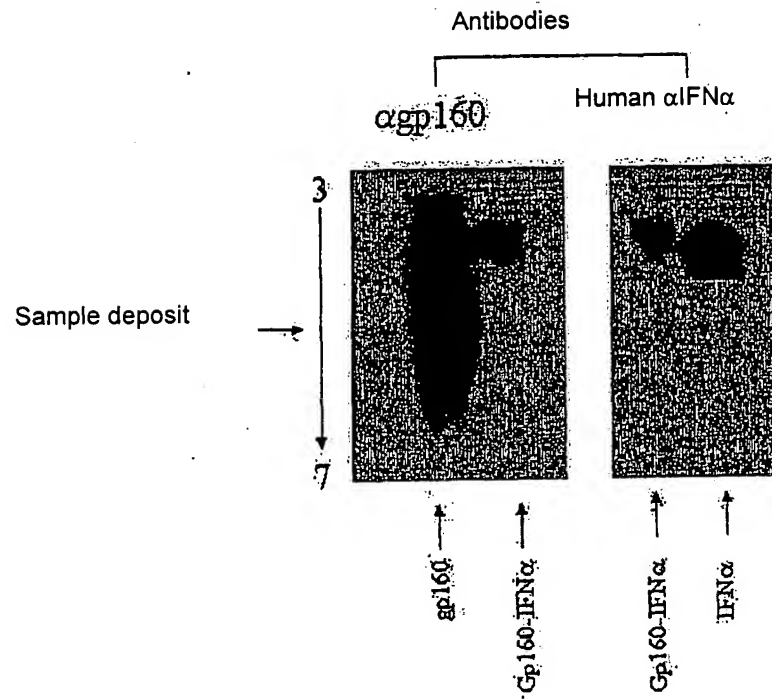 Antibodies
αgp160
Human αIFNα
3
Sample deposit
7
gp160
Gp160-IFNα
Gp160-IFNα
IFNα